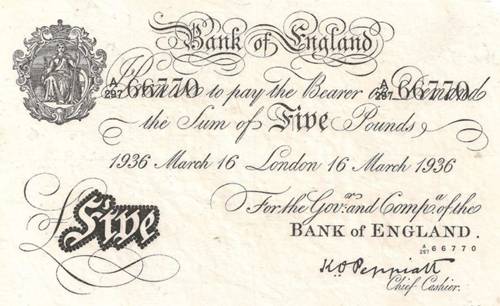 Bank of England
A/297 66770 Promise to pay the Bearer on Demand A/297 66770
the Sum of Five Pounds
1936 March 16 London 16 March 1936
For the Gov.r and Comp.a of the
BANK of ENGLAND.
A/297 66770
£Five
K O Peppiatt
Chief Cashier.